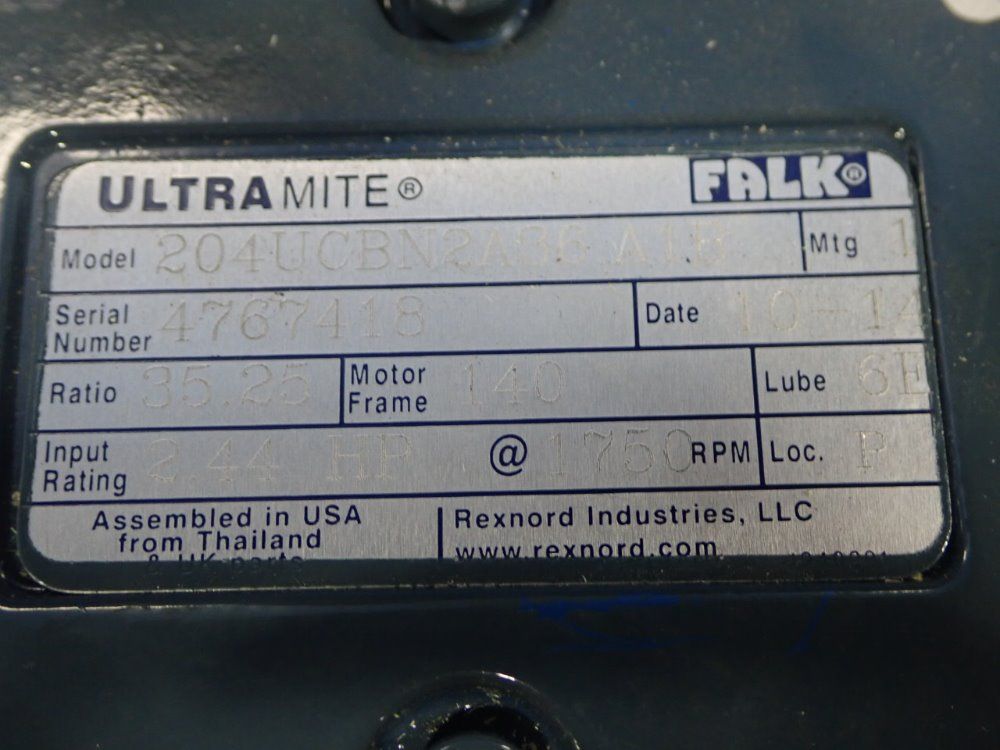 ULTRAMITE® FALK®
Model 204UCBN2A36 A1B Mtg 1
Serial Number 4767418 Date 10-14
Ratio 35.25 Motor Frame 140 Lube 6E
Input Rating 2.44 HP @ 1750 RPM Loc. P
Assembled in USA
from Thailand
& UK parts
Rexnord Industries, LLC
www.rexnord.com